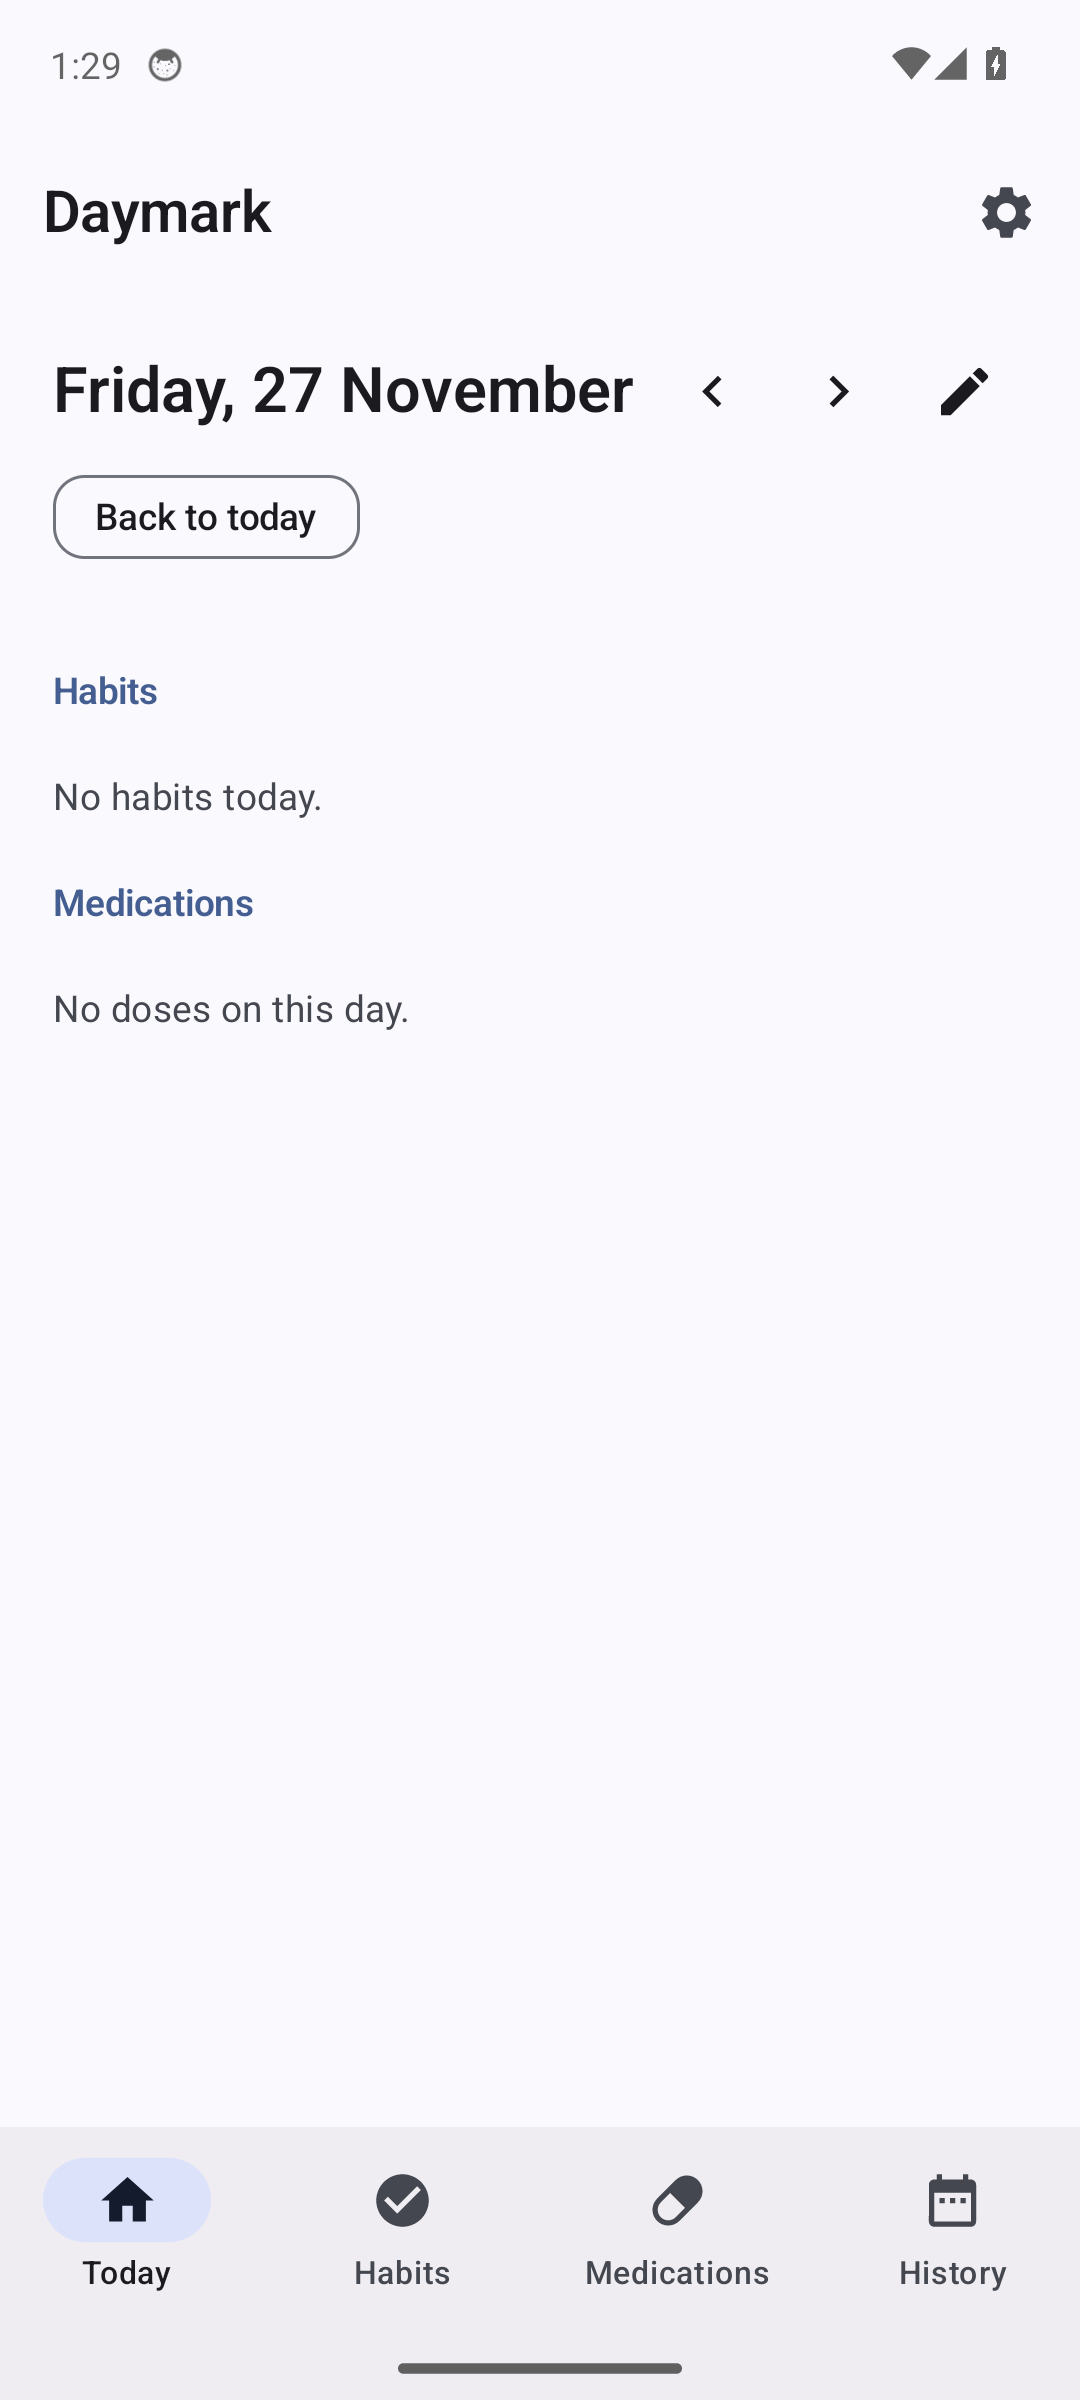 1:29
Daymark
Friday, 27 November
Back to today
Habits
No habits today.
Medications
No doses on this day.
Today
Habits
Medications
History